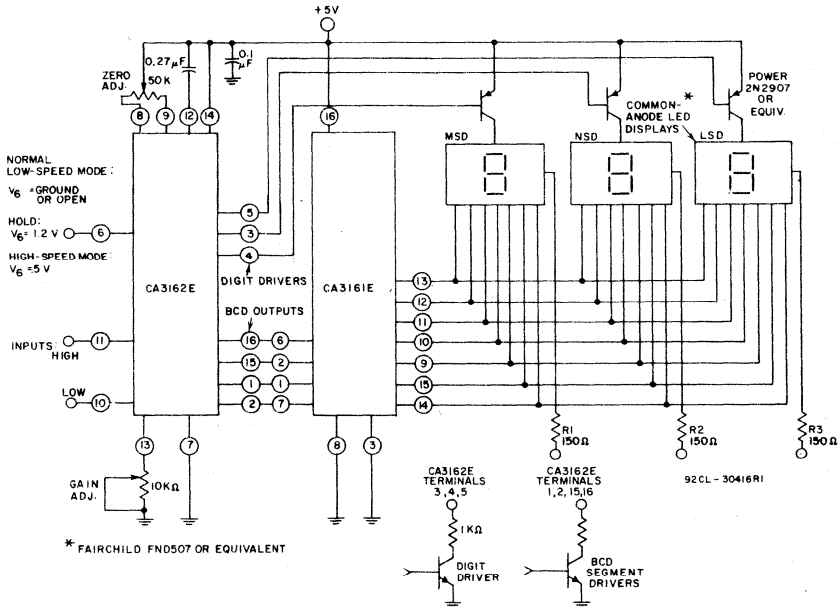 +5V
0.27μF
0.1
μF
ZERO
ADJ.
50K
8
9
12
14
16
POWER
2N2907
OR
EQUIV.
*
COMMON-
ANODE LED
DISPLAYS
MSD
NSD
LSD
NORMAL
LOW-SPEED MODE:
V6 = GROUND
OR OPEN
HOLD:
V6 = 1.2 V
6
HIGH-SPEED MODE:
V6 = 5 V
5
3
4
DIGIT DRIVERS
CA3162E
CA3161E
BCD OUTPUTS
INPUTS:
HIGH
11
LOW
10
16
6
15
2
1
1
2
7
13
12
11
10
9
15
14
13
7
8
3
GAIN
ADJ.
10KΩ
R1
150Ω
R2
150Ω
R3
150Ω
CA3162E
TERMINALS
3,4,5
CA3162E
TERMINALS
1,2,15,16
92CL-30416R1
1KΩ
DIGIT
DRIVER
BCD
SEGMENT
DRIVERS
* FAIRCHILD FND507 OR EQUIVALENT